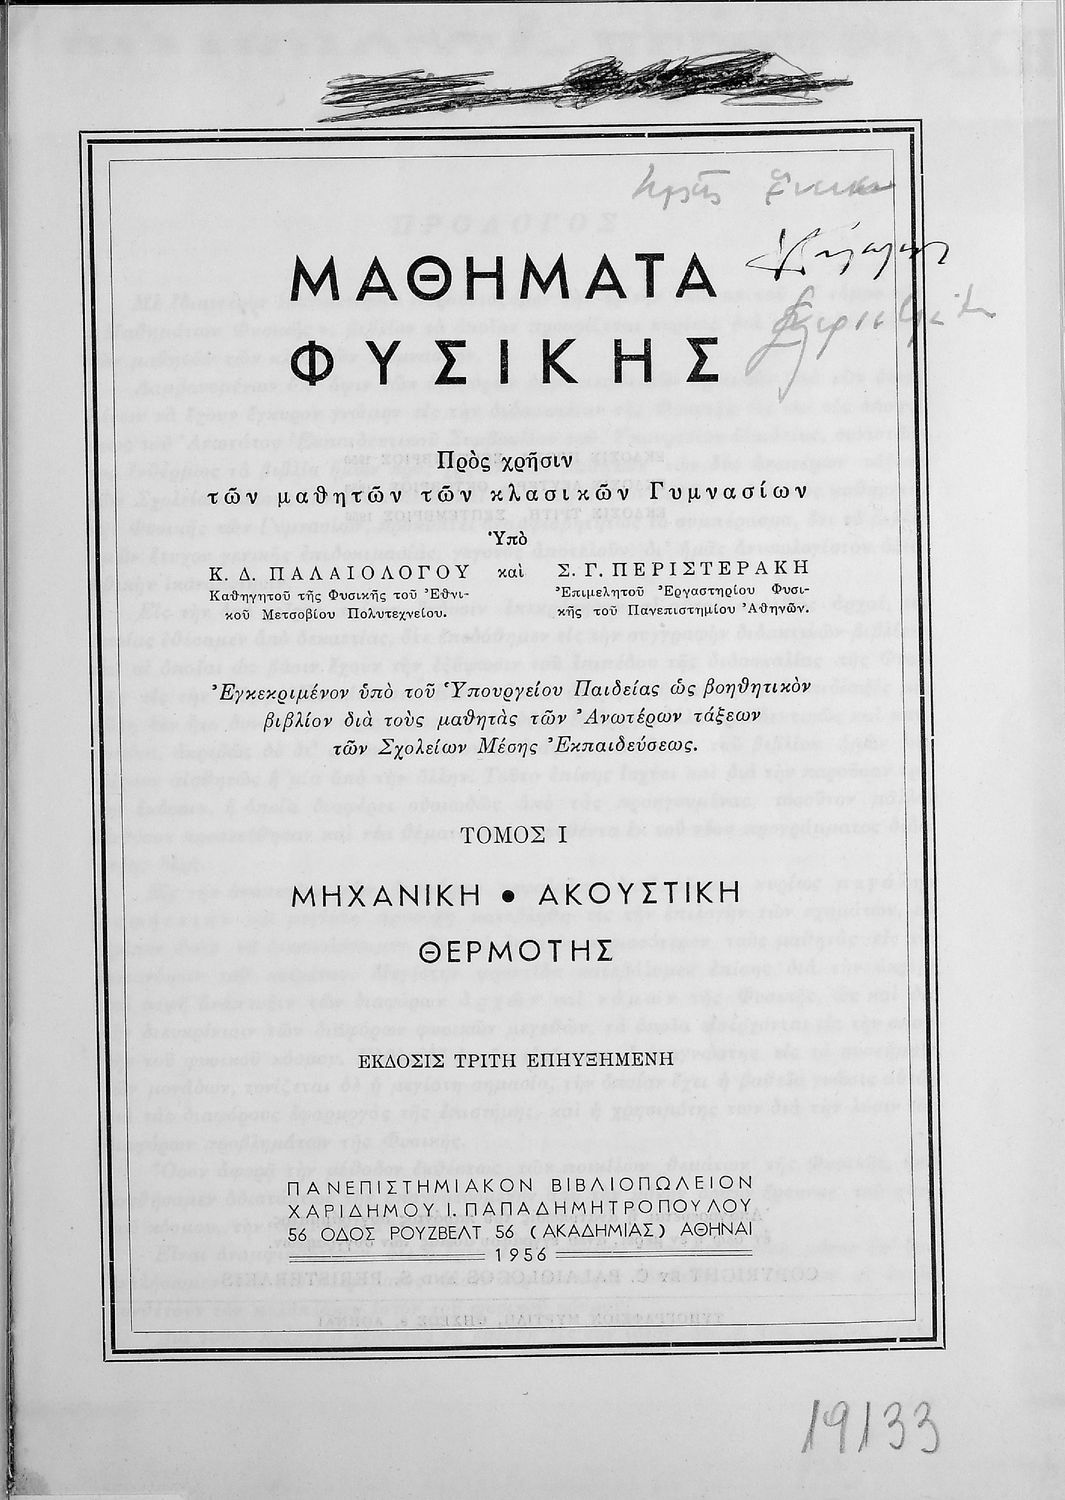 ΜΑΘΗΜΑΤΑ
ΦΥΣΙΚΗΣ
Πρὸς χρῆσιν
τῶν μαθητῶν τῶν κλασικῶν Γυμνασίων
Ὑπὸ
Κ. Δ. ΠΑΛΑΙΟΛΟΓΟΥ καὶ Σ. Γ. ΠΕΡΙΣΤΕΡΑΚΗ
Καθηγητοῦ τῆς Φυσικῆς τοῦ Ἐθνι-
κοῦ Μετσοβίου Πολυτεχνείου.
Ἐπιμελητοῦ Ἐργαστηρίου Φυσι-
κῆς τοῦ Πανεπιστημίου Ἀθηνῶν.
Ἐγκεκριμένον ὑπὸ τοῦ Ὑπουργείου Παιδείας ὡς βοηθητικὸν
βιβλίον διὰ τοὺς μαθητὰς τῶν Ἀνωτέρων τάξεων
τῶν Σχολείων Μέσης Ἐκπαιδεύσεως.
ΤΟΜΟΣ Ι
ΜΗΧΑΝΙΚΗ • ΑΚΟΥΣΤΙΚΗ
ΘΕΡΜΟΤΗΣ
ΕΚΔΟΣΙΣ ΤΡΙΤΗ ΕΠΗΥΞΗΜΕΝΗ
ΠΑΝΕΠΙΣΤΗΜΙΑΚΟΝ ΒΙΒΛΙΟΠΩΛΕΙΟΝ
ΧΑΡΙΔΗΜΟΥ Ι. ΠΑΠΑΔΗΜΗΤΡΟΠΟΥΛΟΥ
56 ΟΔΟΣ ΡΟΥΖΒΕΛΤ 56 (ΑΚΑΔΗΜΙΑΣ) ΑΘΗΝΑΙ
1956
19133